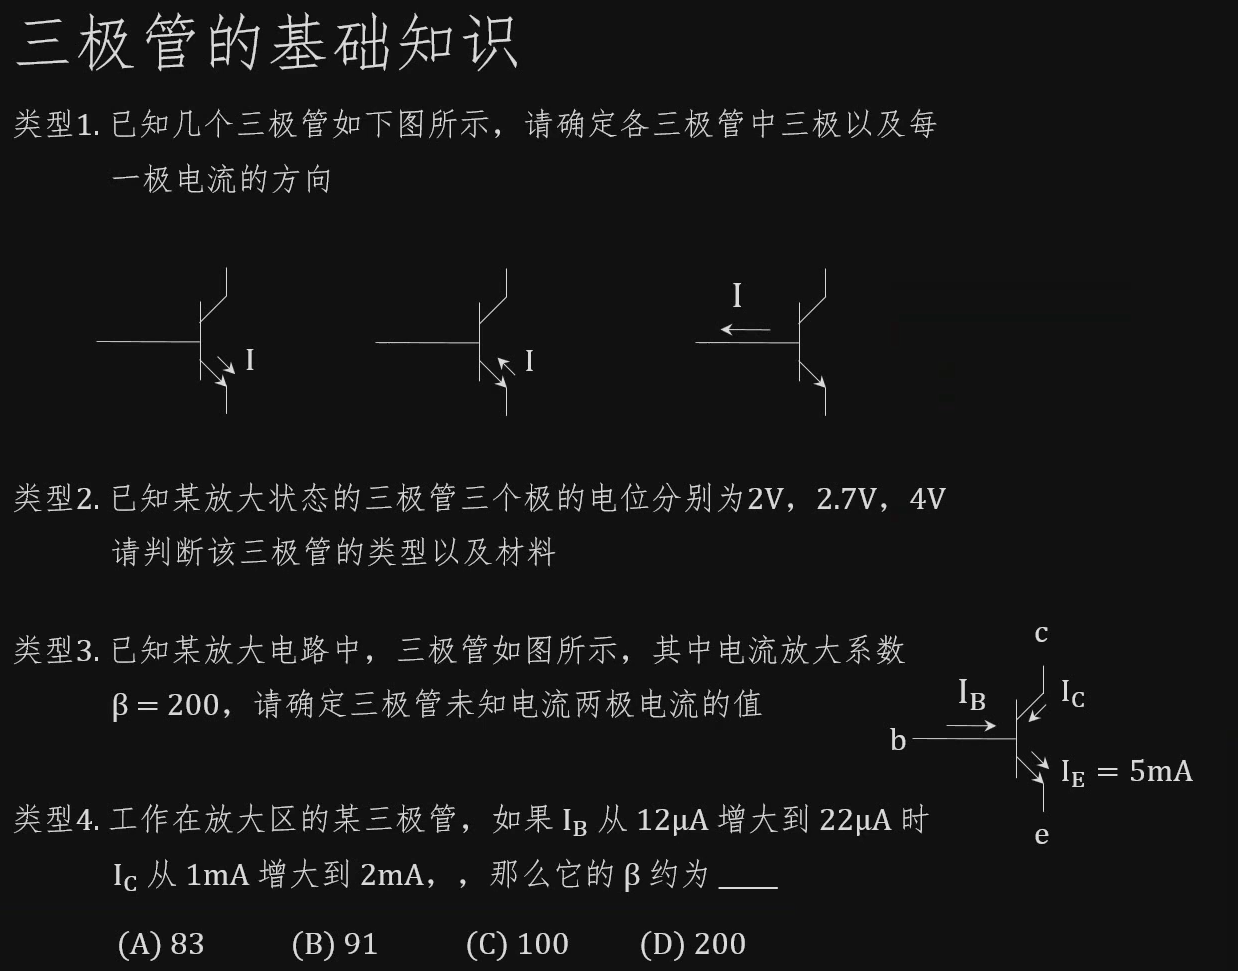 三极管的基础知识
类型1. 已知几个三极管如下图所示，请确定各三极管中三极以及每
一极电流的方向
I
I
I
类型2. 已知某放大状态的三极管三个极的电位分别为2V，2.7V，4V
请判断该三极管的类型以及材料
类型3. 已知某放大电路中，三极管如图所示，其中电流放大系数
β = 200，请确定三极管未知电流两极电流的值
c
I_B
I_C
b
I_E = 5mA
e
类型4. 工作在放大区的某三极管，如果 I_B 从 12μA 增大到 22μA 时
I_C 从 1mA 增大到 2mA，，那么它的 β 约为 ____
(A) 83 (B) 91 (C) 100 (D) 200